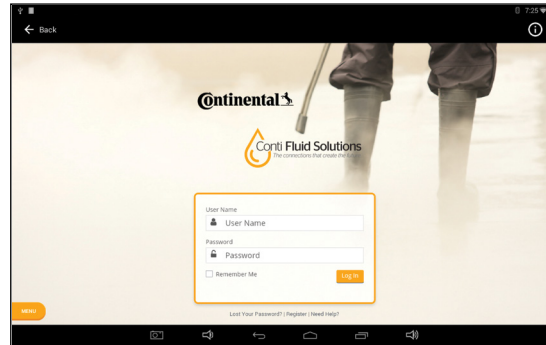 7:25
Back
Continental
Conti Fluid Solutions
The connections that create the
User Name
User Name
Password
Password
Remember Me
Log in
MENU
Lost Your Password? | Register | Need Help?